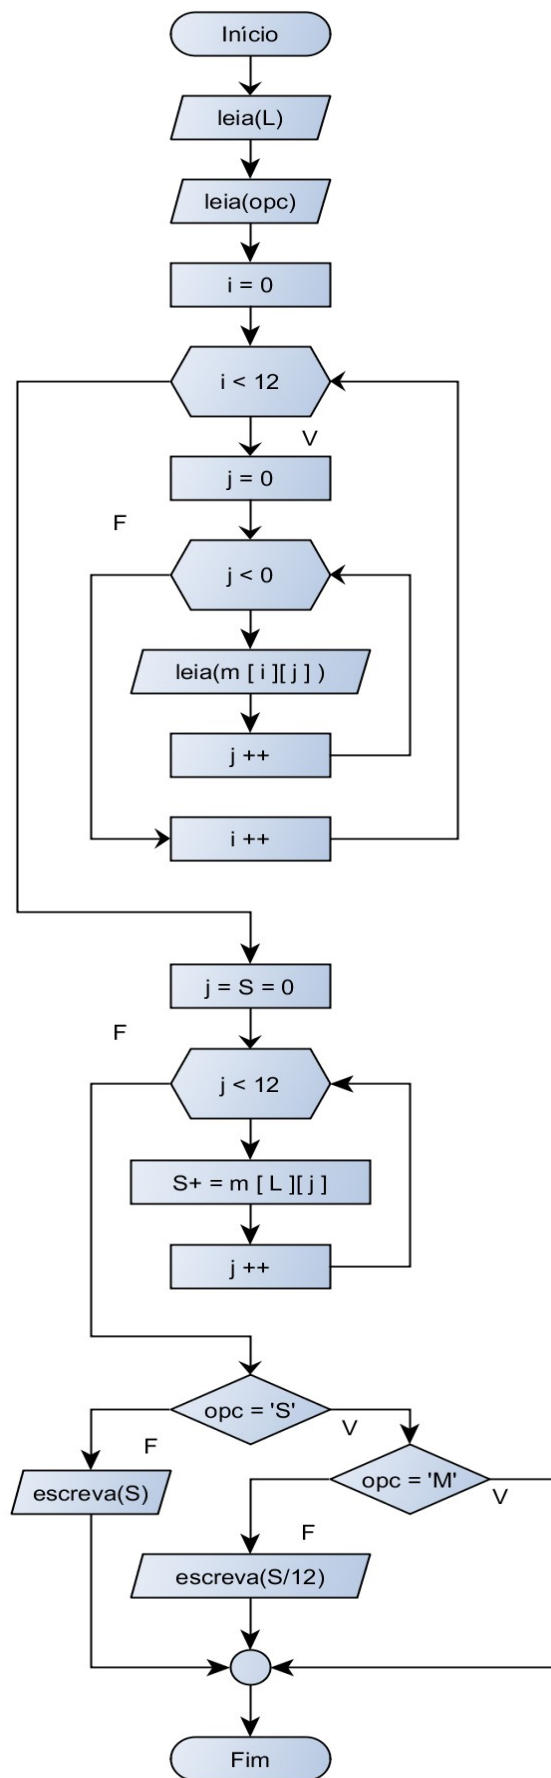 Início
leia(L)
leia(opc)
i = 0
i < 12
V
j = 0
F
j < 0
leia(m [ i ][ j ] )
j ++
i ++
j = S = 0
F
j < 12
S+ = m [ L ][ j ]
j ++
opc = 'S'
V
F
opc = 'M'
V
escreva(S)
F
escreva(S/12)
Fim